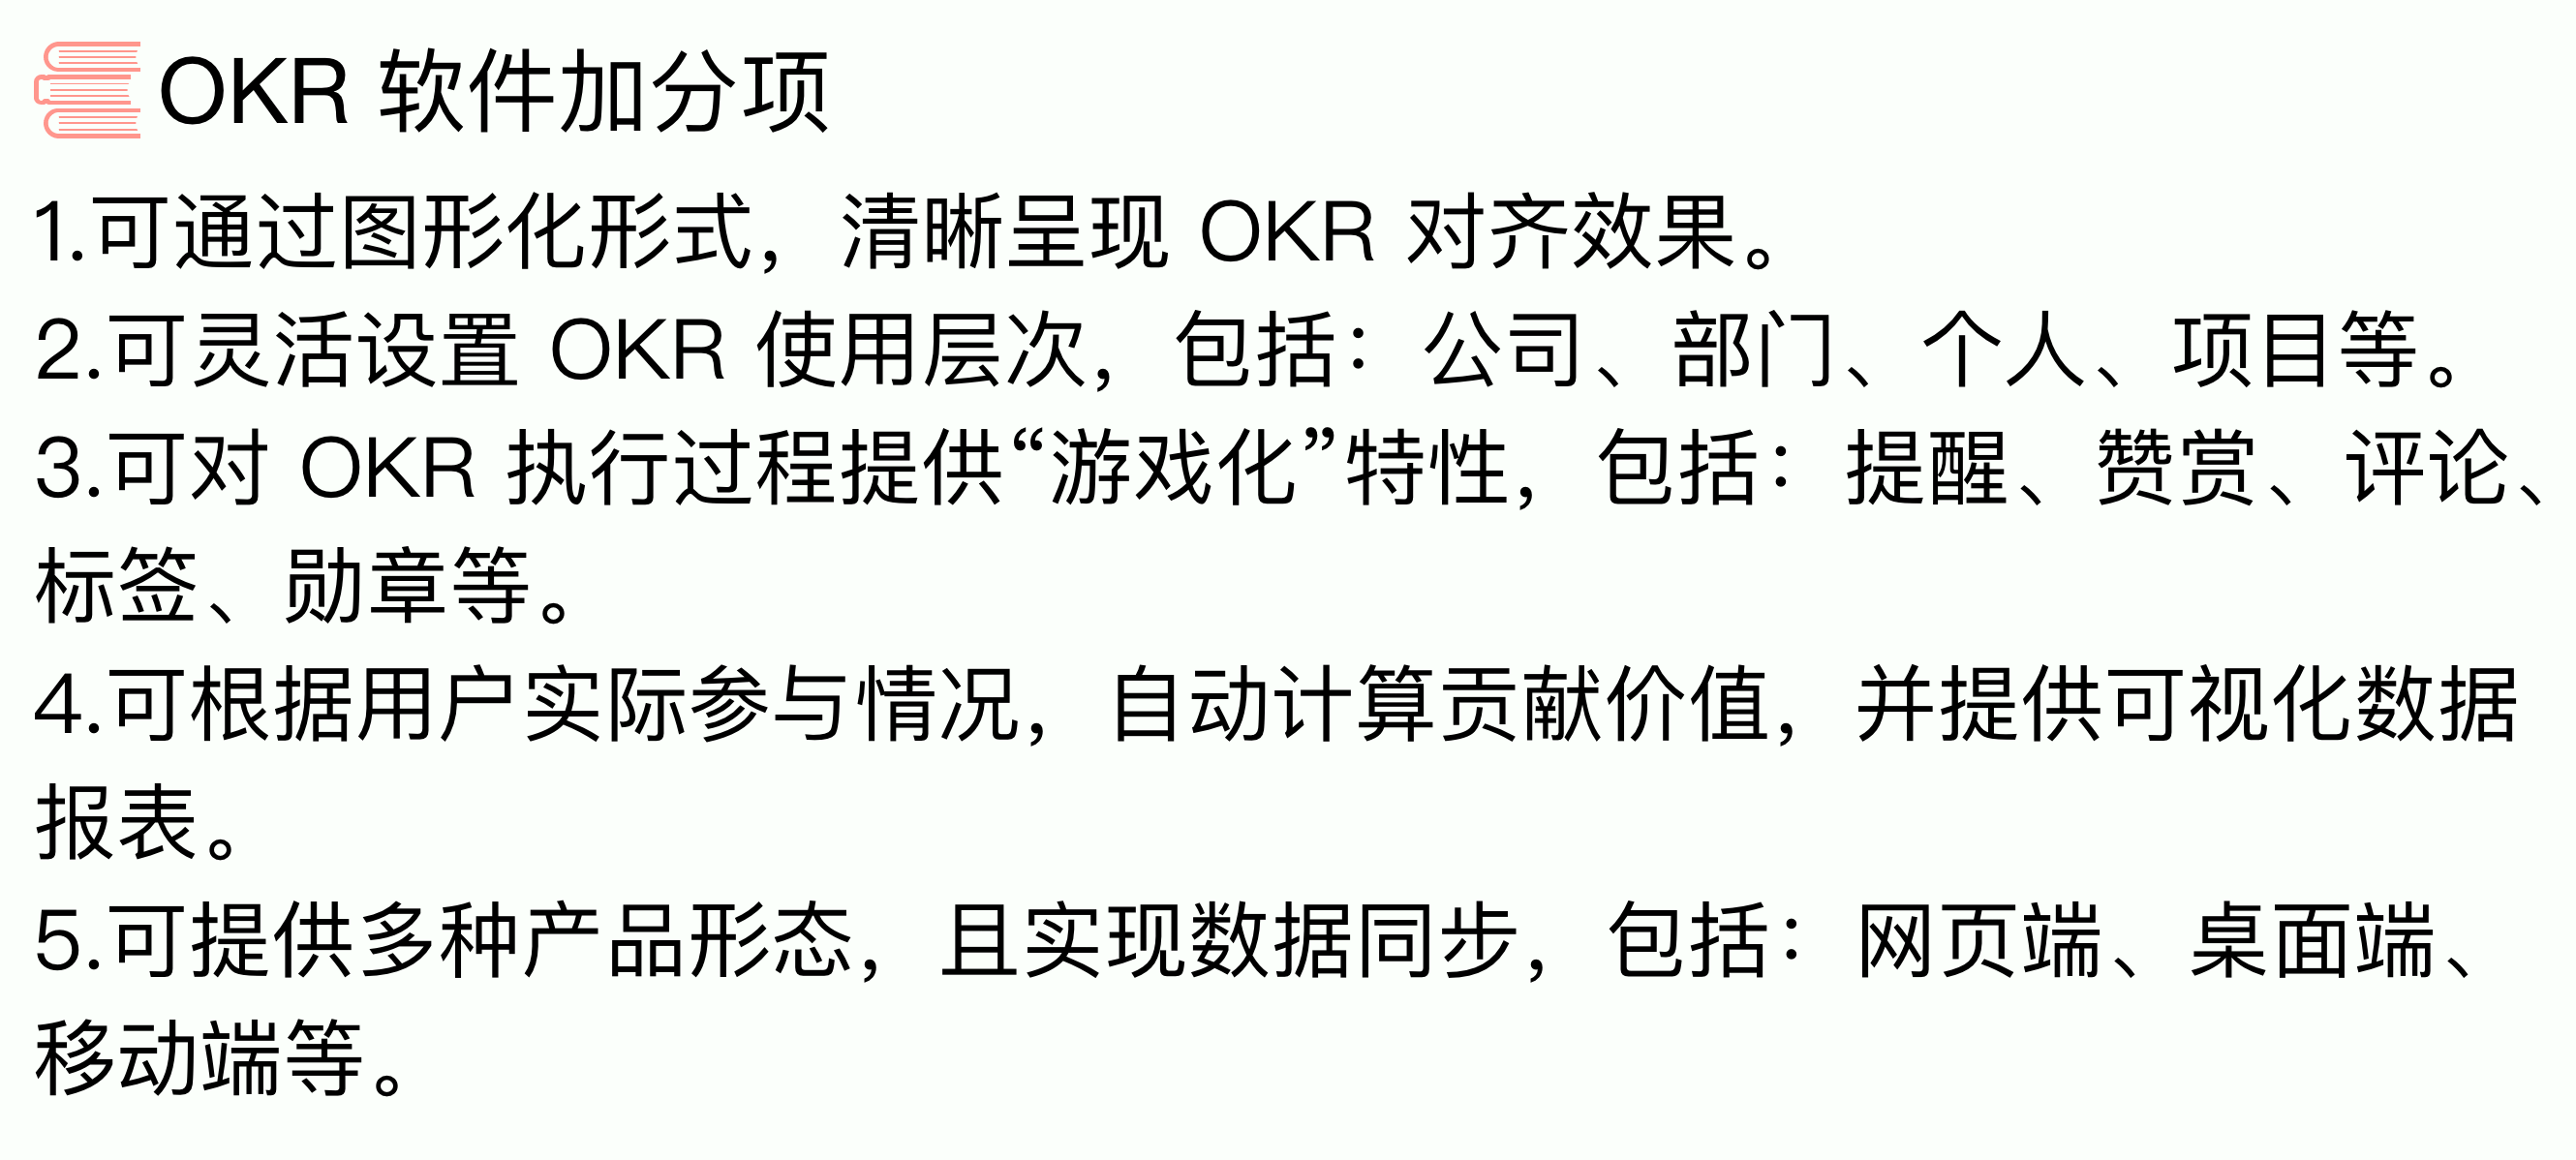 OKR 软件加分项
1.可通过图形化形式，清晰呈现 OKR 对齐效果。
2.可灵活设置 OKR 使用层次，包括：公司、部门、个人、项目等。
3.可对 OKR 执行过程提供“游戏化”特性，包括：提醒、赞赏、评论、
标签、勋章等。
4.可根据用户实际参与情况，自动计算贡献价值，并提供可视化数据
报表。
5.可提供多种产品形态，且实现数据同步，包括：网页端、桌面端、
移动端等。